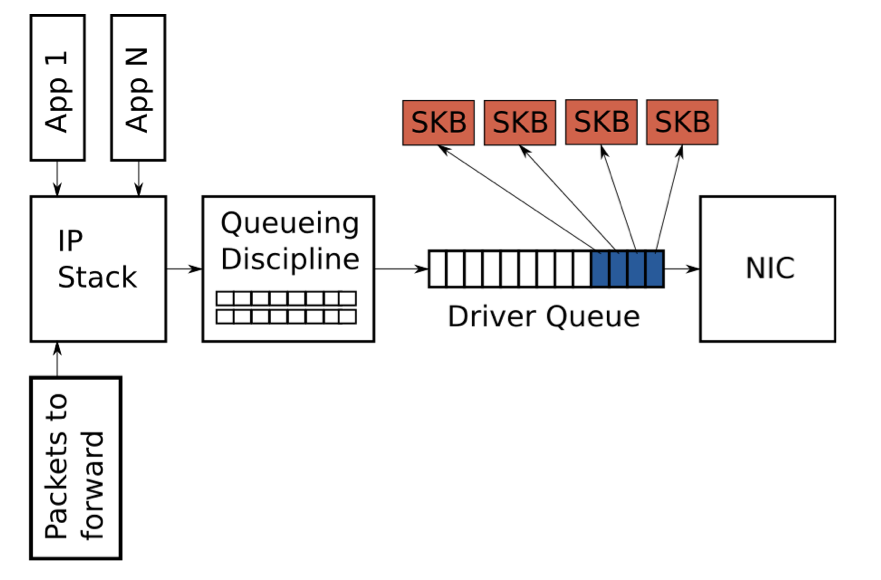 App 1
App N
SKB
SKB
SKB
SKB
IP
Stack
Queueing
Discipline
Driver Queue
NIC
Packets to
forward